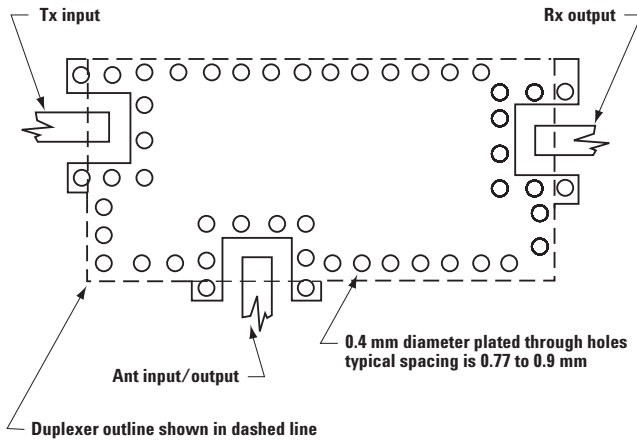 Tx input
Rx output
0.4 mm diameter plated through holes
typical spacing is 0.77 to 0.9 mm
Ant input/output
Duplexer outline shown in dashed line